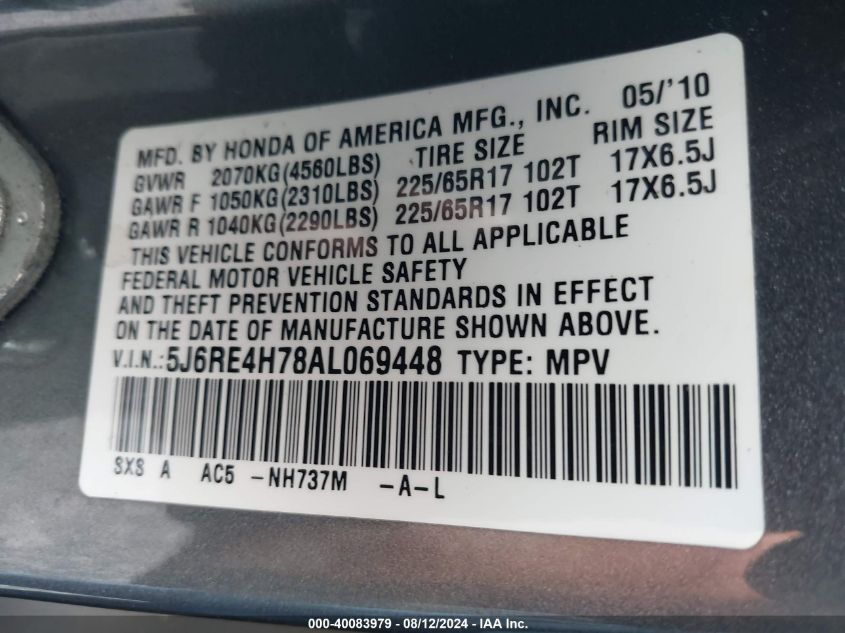 MFD. BY HONDA OF AMERICA MFG., INC. 05/'10
GVWR 2070KG(4560LBS) TIRE SIZE RIM SIZE
GAWR F 1050KG(2310LBS) 225/65R17 102T 17X6.5J
GAWR R 1040KG(2290LBS) 225/65R17 102T 17X6.5J
THIS VEHICLE CONFORMS TO ALL APPLICABLE
FEDERAL MOTOR VEHICLE SAFETY
AND THEFT PREVENTION STANDARDS IN EFFECT
ON THE DATE OF MANUFACTURE SHOWN ABOVE.
V.I.N.: 5J6RE4H78AL069448 TYPE: MPV
SXS A AC5 -NH737M -A-L
000-40083979 - 08/12/2024 - IAA Inc.